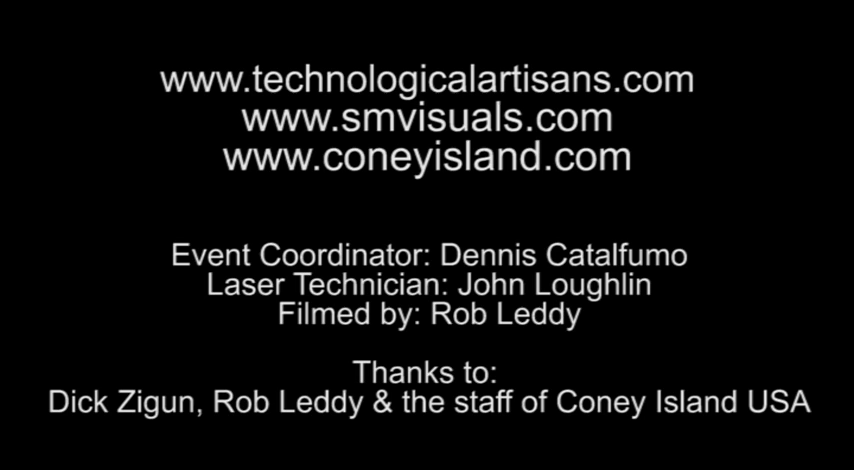 www.technologicalartisans.com
www.smvisuals.com
www.coneyisland.com
Event Coordinator: Dennis Catalfumo
Laser Technician: John Loughlin
Filmed by: Rob Leddy
Thanks to:
Dick Zigun, Rob Leddy & the staff of Coney Island USA